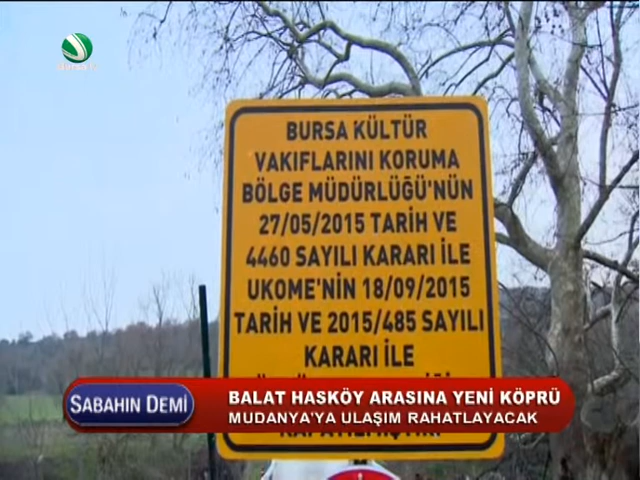 BURSA KÜLTÜR
VAKIFLARINI KORUMA
BÖLGE MÜDÜRLÜĞÜ'NÜN
27/05/2015 TARİH VE
4460 SAYILI KARARI İLE
UKOME'NİN 18/09/2015
TARİH VE 2015/485 SAYILI
KARARI İLE
SABAHIN DEMİ
BALAT HASKÖY ARASINA YENİ KÖPRÜ
MUDANYA'YA ULAŞIM RAHATLAYACAK